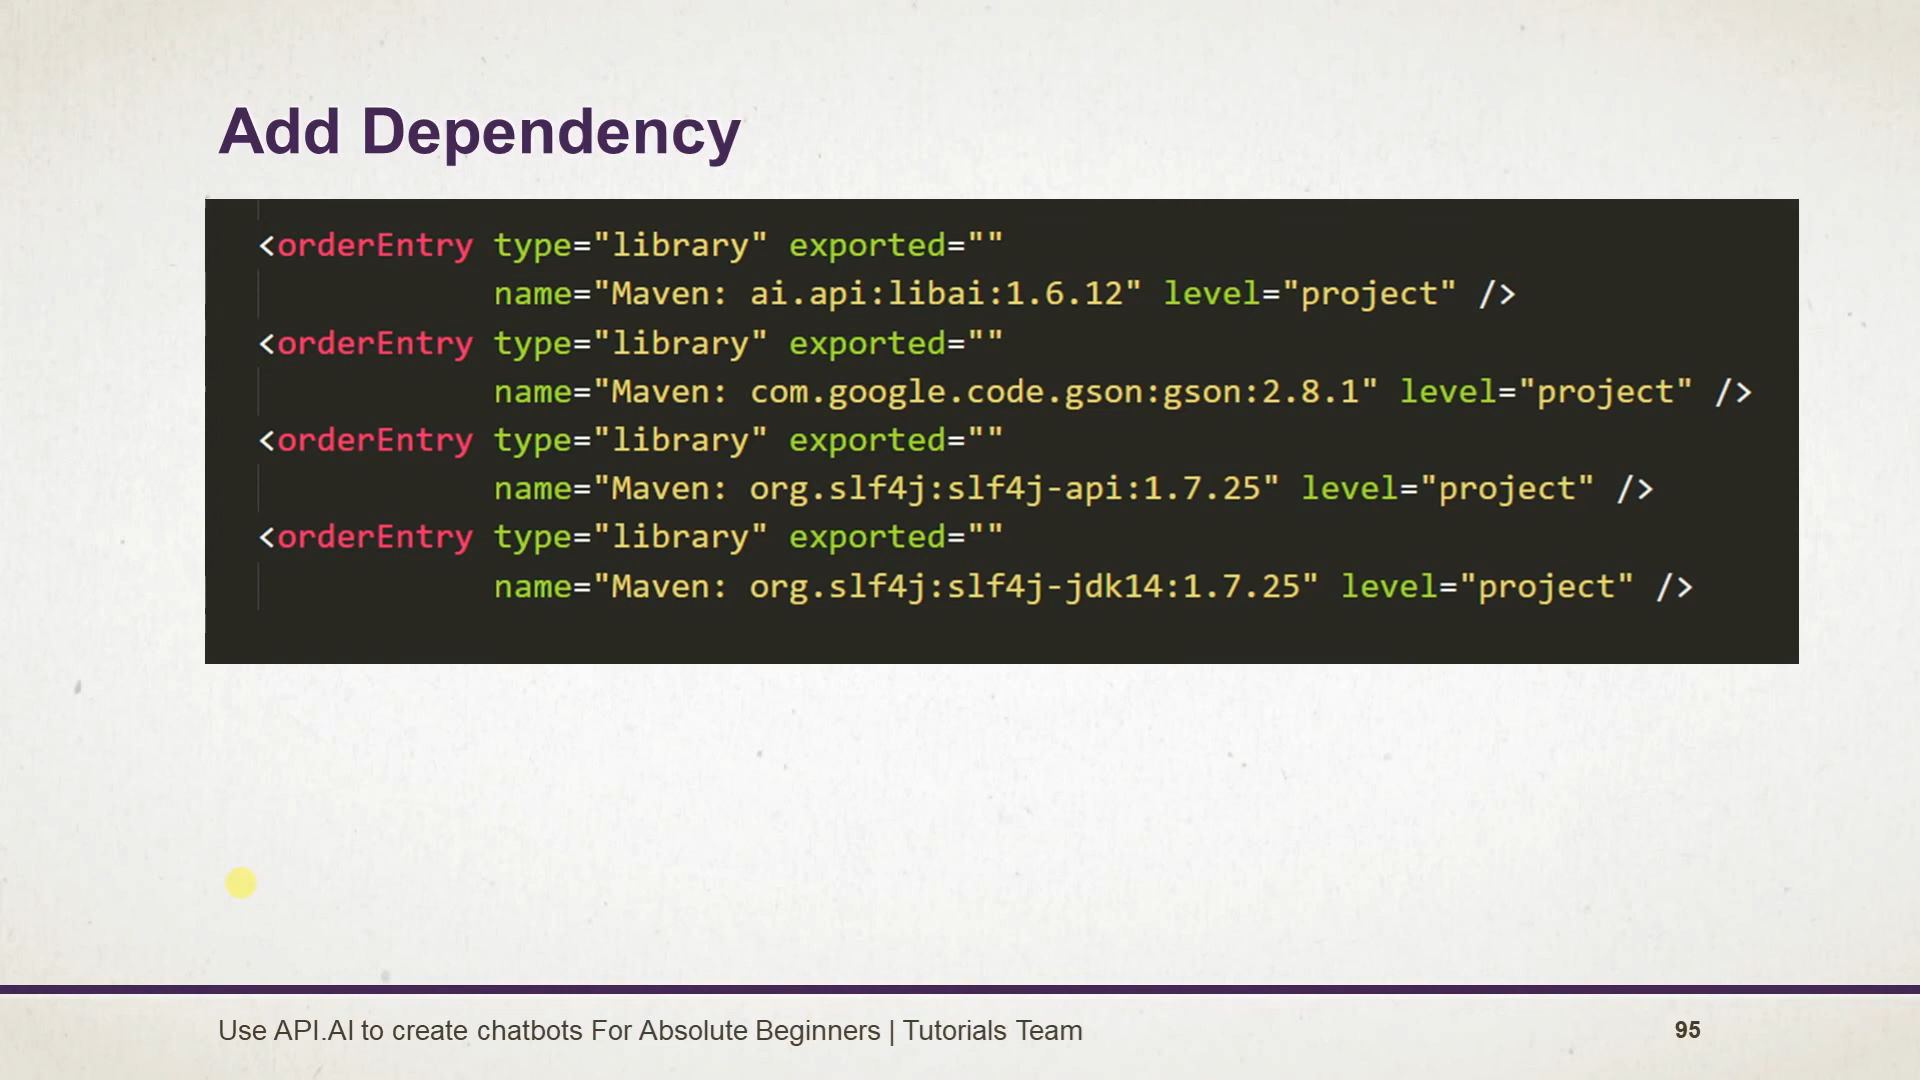 Add Dependency
<orderEntry type="library" exported=""
name="Maven: ai.api:libai:1.6.12" level="project" />
<orderEntry type="library" exported=""
name="Maven: com.google.code.gson:gson:2.8.1" level="project" />
<orderEntry type="library" exported=""
name="Maven: org.slf4j:slf4j-api:1.7.25" level="project" />
<orderEntry type="library" exported=""
name="Maven: org.slf4j:slf4j-jdk14:1.7.25" level="project" />
Use API.AI to create chatbots For Absolute Beginners | Tutorials Team
95